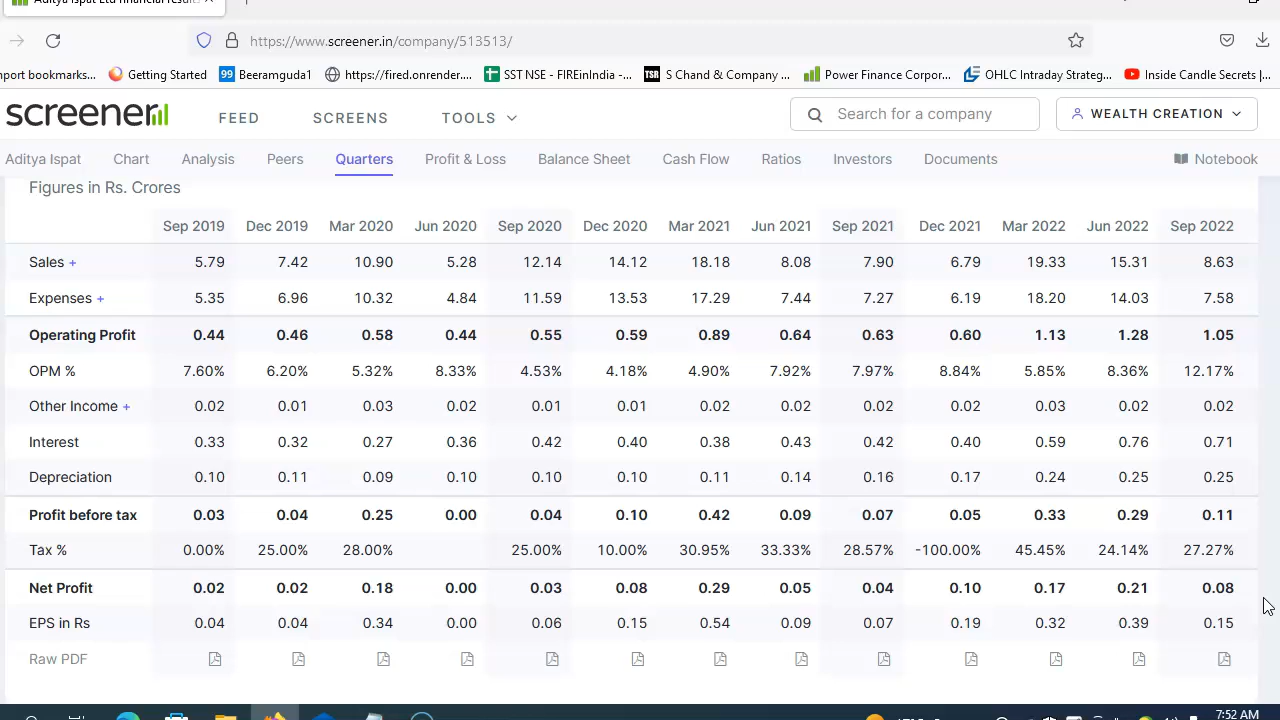 Aditya Ispat Ltd financial results
https://www.screener.in/company/513513/
mport bookmarks... Getting Started 99 Beeramguda1 https://fired.onrender.... SST NSE - FIREinIndia -... TSR S Chand & Company ... Power Finance Corpor... OHLC Intraday Strateg... Inside Candle Secrets |...
screener FEED SCREENS TOOLS Search for a company WEALTH CREATION
Aditya Ispat Chart Analysis Peers Quarters Profit & Loss Balance Sheet Cash Flow Ratios Investors Documents Notebook
Figures in Rs. Crores
Sep 2019 Dec 2019 Mar 2020 Jun 2020 Sep 2020 Dec 2020 Mar 2021 Jun 2021 Sep 2021 Dec 2021 Mar 2022 Jun 2022 Sep 2022
Sales + 5.79 7.42 10.90 5.28 12.14 14.12 18.18 8.08 7.90 6.79 19.33 15.31 8.63
Expenses + 5.35 6.96 10.32 4.84 11.59 13.53 17.29 7.44 7.27 6.19 18.20 14.03 7.58
Operating Profit 0.44 0.46 0.58 0.44 0.55 0.59 0.89 0.64 0.63 0.60 1.13 1.28 1.05
OPM % 7.60% 6.20% 5.32% 8.33% 4.53% 4.18% 4.90% 7.92% 7.97% 8.84% 5.85% 8.36% 12.17%
Other Income + 0.02 0.01 0.03 0.02 0.01 0.01 0.02 0.02 0.02 0.02 0.03 0.02 0.02
Interest 0.33 0.32 0.27 0.36 0.42 0.40 0.38 0.43 0.42 0.40 0.59 0.76 0.71
Depreciation 0.10 0.11 0.09 0.10 0.10 0.10 0.11 0.14 0.16 0.17 0.24 0.25 0.25
Profit before tax 0.03 0.04 0.25 0.00 0.04 0.10 0.42 0.09 0.07 0.05 0.33 0.29 0.11
Tax % 0.00% 25.00% 28.00% 25.00% 10.00% 30.95% 33.33% 28.57% -100.00% 45.45% 24.14% 27.27%
Net Profit 0.02 0.02 0.18 0.00 0.03 0.08 0.29 0.05 0.04 0.10 0.17 0.21 0.08
EPS in Rs 0.04 0.04 0.34 0.00 0.06 0.15 0.54 0.09 0.07 0.19 0.32 0.39 0.15
Raw PDF
7:52 AM